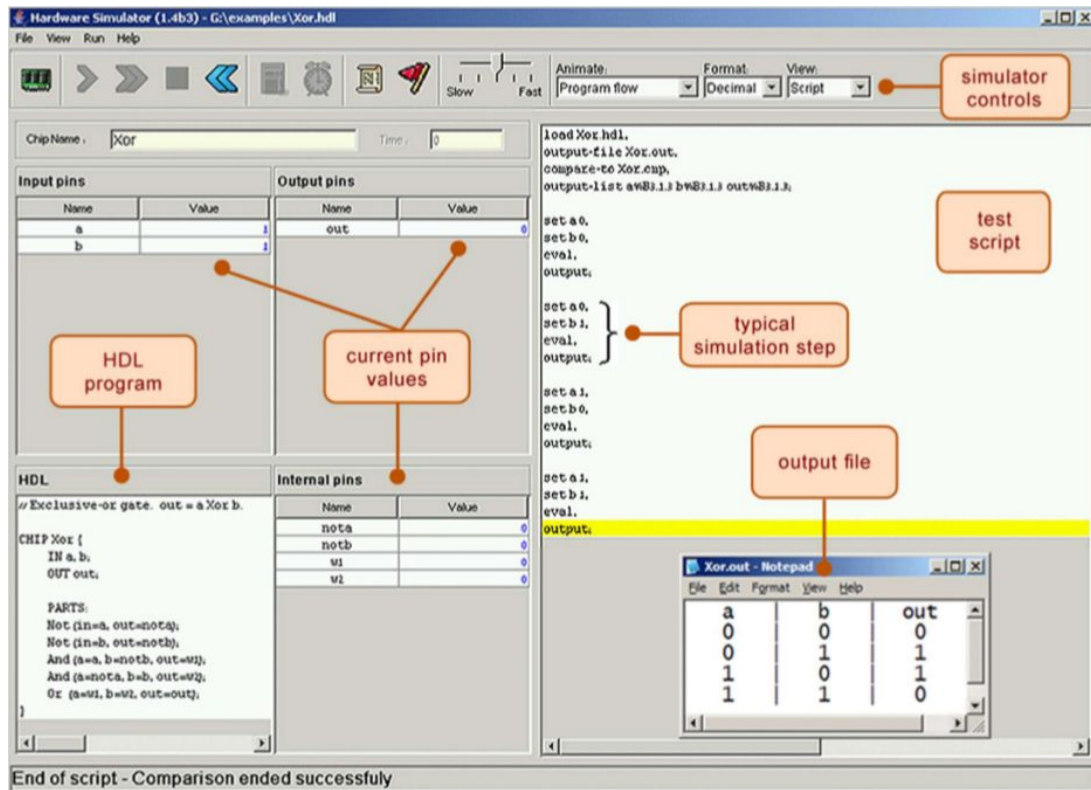 Hardware Simulator (1.4b3) - G:\examples\Xor.hdl
File View Run Help
Slow Fast
Animate:
Program flow
Format:
Decimal
View:
Script
simulator
controls
Chip Name :
Xor
Time :
0
Input pins
Name Value
a 1
b 1
Output pins
Name Value
out 0
HDL
program
current pin
values
HDL
// Exclusive-or gate. out = a Xor b.
CHIP Xor {
IN a, b;
OUT out;
PARTS:
Not (in=a, out=nota);
Not (in=b, out=notb);
And (a=a, b=notb, out=w1);
And (a=nota, b=b, out=w2);
Or (a=w1, b=w2, out=out);
}
Internal pins
Name Value
nota 0
notb 0
w1 0
w2 0
load Xor.hdl,
output-file Xor.out,
compare-to Xor.cmp,
output-list a%B3.1.3 b%B3.1.3 out%B3.1.3;
set a 0,
set b 0,
eval,
output;
set a 0,
set b 1,
eval,
output;
set a 1,
set b 0,
eval,
output;
set a 1,
set b 1,
eval,
output;
test
script
typical
simulation step
output file
Xor.out - Notepad
File Edit Format View Help
a | b | out
0 | 0 | 0
0 | 1 | 1
1 | 0 | 1
1 | 1 | 0
End of script - Comparison ended successfuly